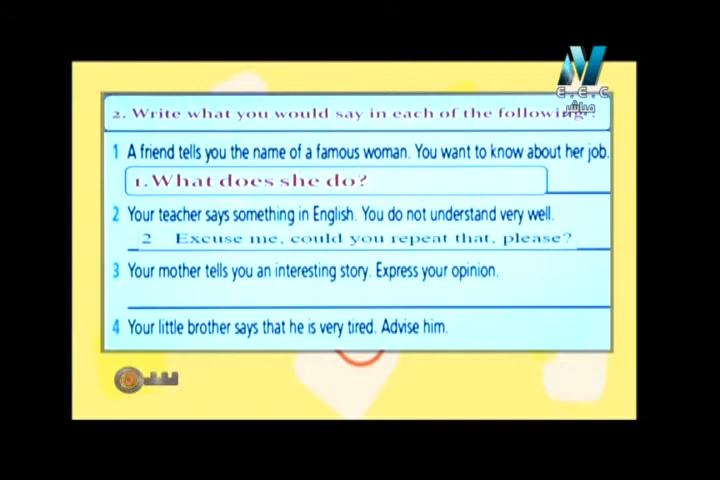 E.E.C
مباشر
2. Write what you would say in each of the following:
1 A friend tells you the name of a famous woman. You want to know about her job.
1.What does she do?
2 Your teacher says something in English. You do not understand very well.
2 Excuse me, could you repeat that, please?
3 Your mother tells you an interesting story. Express your opinion.
4 Your little brother says that he is very tired. Advise him.